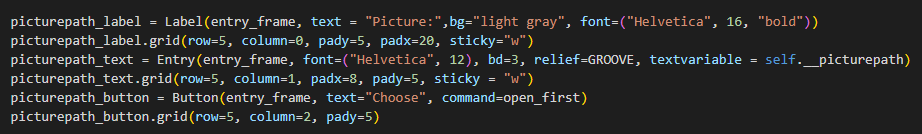 picturepath_label = Label(entry_frame, text = "Picture:",bg="light gray", font=("Helvetica", 16, "bold"))
picturepath_label.grid(row=5, column=0, pady=5, padx=20, sticky="w")
picturepath_text = Entry(entry_frame, font=("Helvetica", 12), bd=3, relief=GROOVE, textvariable = self.__picturepath)
picturepath_text.grid(row=5, column=1, padx=8, pady=5, sticky = "w")
picturepath_button = Button(entry_frame, text="Choose", command=open_first)
picturepath_button.grid(row=5, column=2, pady=5)